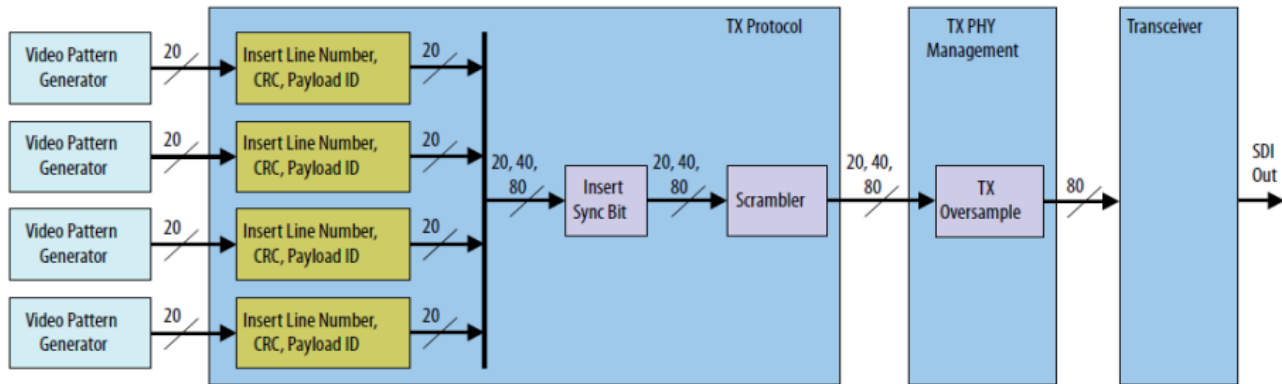 TX Protocol
TX PHY
Management
Transceiver
Video Pattern
Generator
20
Insert Line Number,
CRC, Payload ID
20
Video Pattern
Generator
20
Insert Line Number,
CRC, Payload ID
20
20, 40,
80
Insert
Sync Bit
20, 40,
80
Scrambler
20, 40,
80
TX
Oversample
80
SDI
Out
Video Pattern
Generator
20
Insert Line Number,
CRC, Payload ID
20
Video Pattern
Generator
20
Insert Line Number,
CRC, Payload ID
20